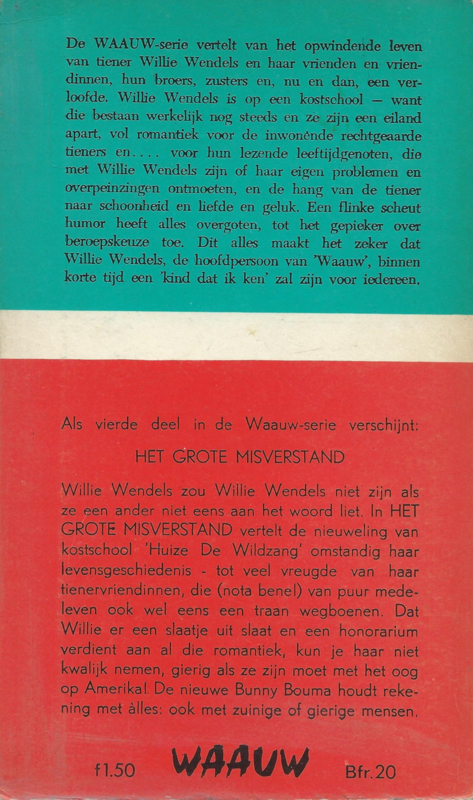 De WAAUW-serie vertelt van het opwindende leven
van tiener Willie Wendels en haar vrienden en vrien-
dinnen, hun broers, zusters en, nu en dan, een ver-
loofde. Willie Wendels is op een kostschool — want
die bestaan werkelijk nog steeds en ze zijn een eiland
apart, vol romantiek voor de inwonende rechtgeaarde
tieners en.... voor hun lezende leeftijdgenoten, die
met Willie Wendels zijn of haar eigen problemen en
overpeinzingen ontmoeten, en de hang van de tiener
naar schoonheid en liefde en geluk. Een flinke scheut
humor heeft alles overgoten, tot het gepieker over
beroepskeuze toe. Dit alles maakt het zeker dat
Willie Wendels, de hoofdpersoon van 'Waauw', binnen
korte tijd een 'kind dat ik ken' zal zijn voor iedereen.
Als vierde deel in de Waauw-serie verschijnt:
HET GROTE MISVERSTAND
Willie Wendels zou Willie Wendels niet zijn als
ze een ander niet eens aan het woord liet. In HET
GROTE MISVERSTAND vertelt de nieuweling van
kostschool 'Huize De Wildzang' omstandig haar
levensgeschiedenis - tot veel vreugde van haar
tienervriendinnen, die (nota bene!) van puur mede-
leven ook wel eens een traan wegboenen. Dat
Willie er een slaatje uit slaat en een honorarium
verdient aan al die romantiek, kun je haar niet
kwalijk nemen, gierig als ze zijn moet met het oog
op Amerika! De nieuwe Bunny Bouma houdt reke-
ning met àlles: ook met zuinige of gierige mensen.
f1.50 WAAUW Bfr.20